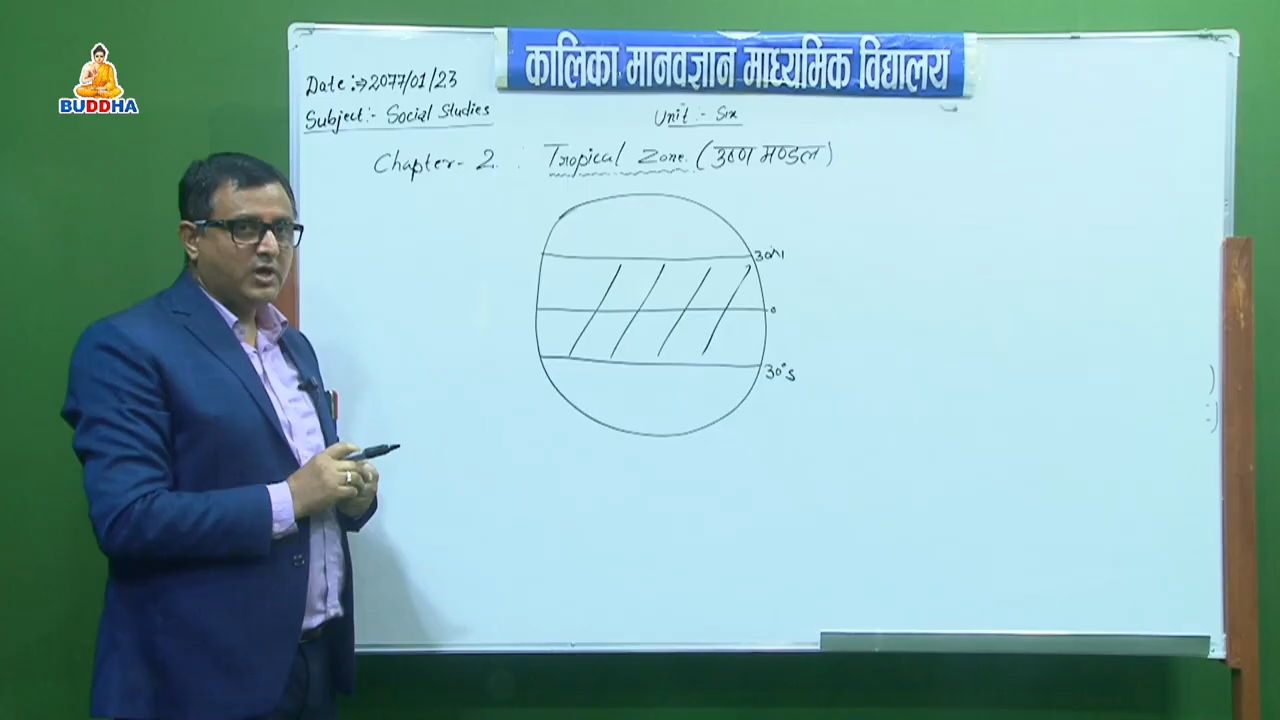 BUDDHA
कालिका मानवज्ञान माध्यमिक विद्यालय
Date:⇒2077/01/23
Subject:- Social Studies
Unit :- Six
Chapter-2 : Tropical Zone (उष्ण मण्डल)
30°N
0
30°S